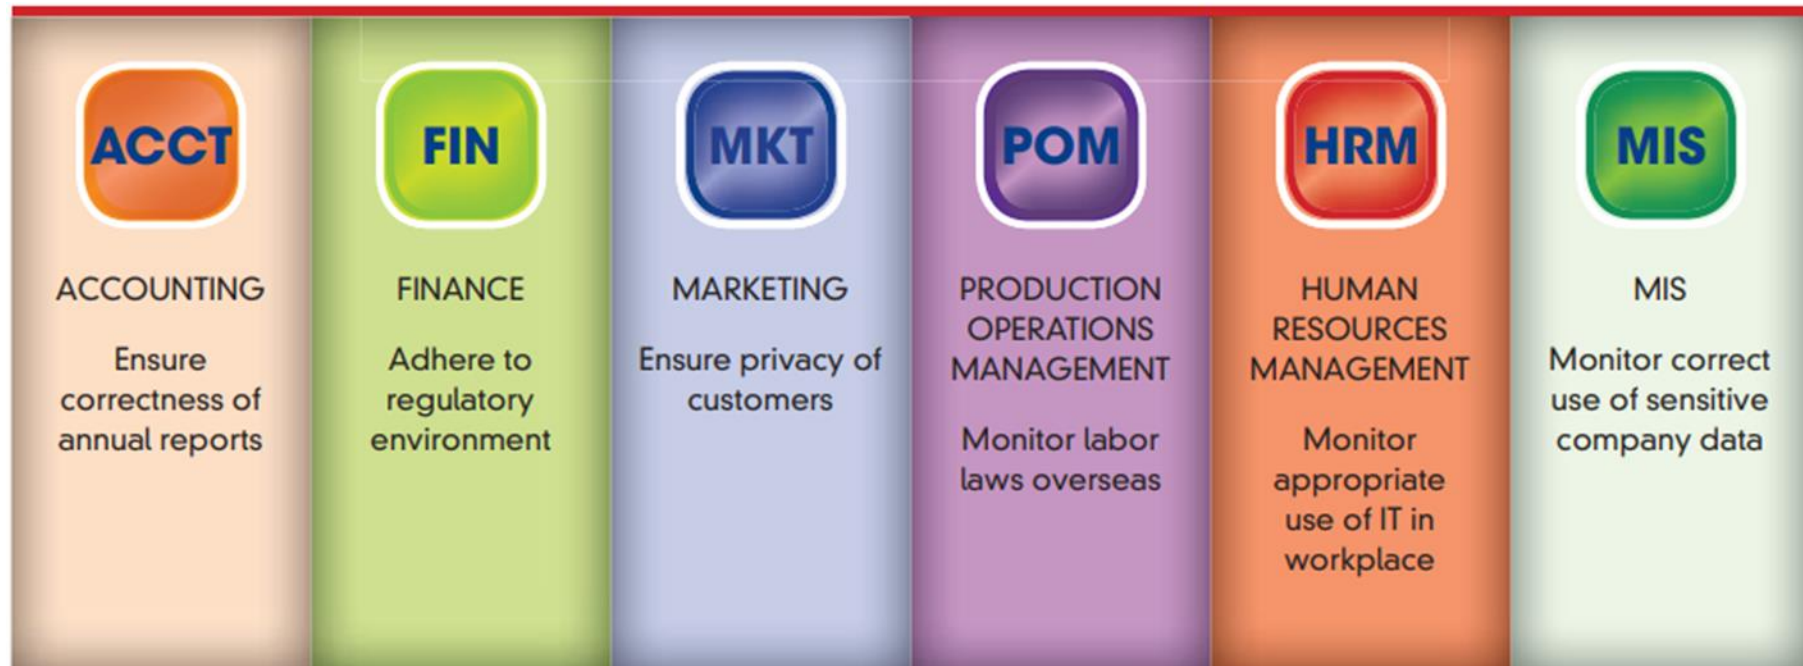 ACCT
ACCOUNTING
Ensure
correctness of
annual reports
FIN
FINANCE
Adhere to
regulatory
environment
MKT
MARKETING
Ensure privacy of
customers
POM
PRODUCTION
OPERATIONS
MANAGEMENT
Monitor labor
laws overseas
HRM
HUMAN
RESOURCES
MANAGEMENT
Monitor
appropriate
use of IT in
workplace
MIS
MIS
Monitor correct
use of sensitive
company data